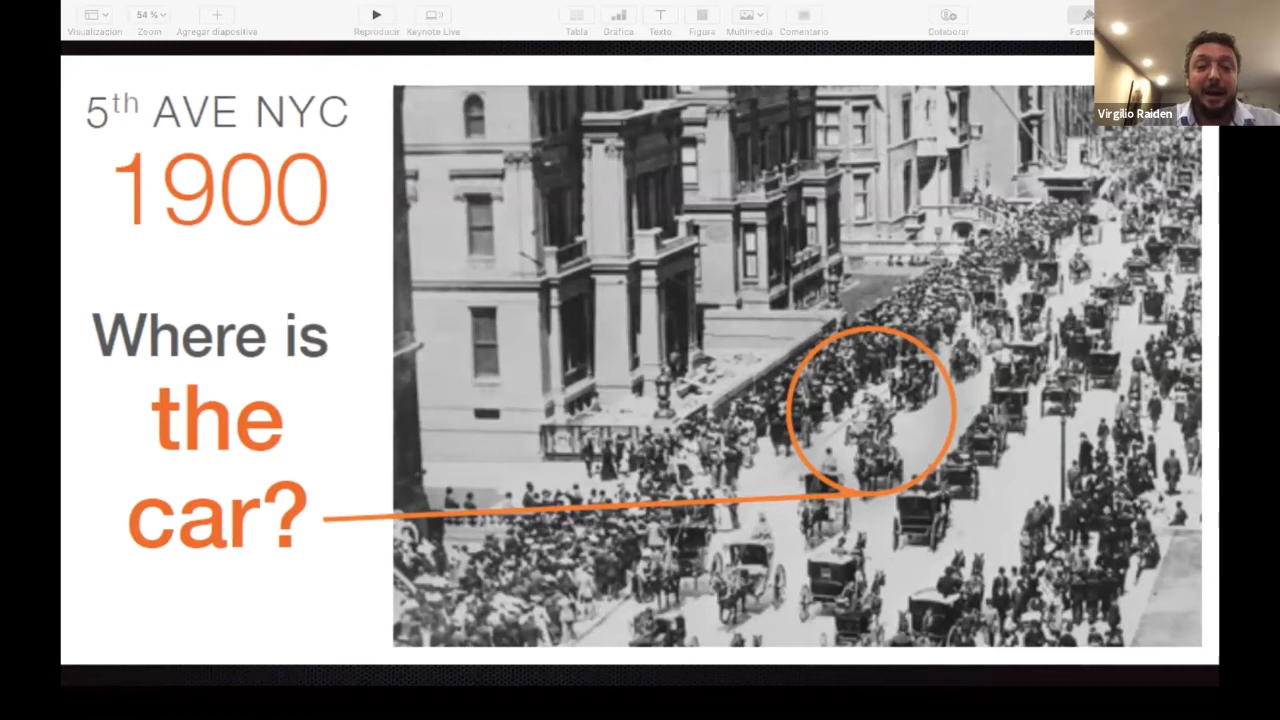 Visualización
54 %
Zoom
Agregar diapositiva
Reproducir
Keynote Live
Tabla
Gráfica
Texto
Figura
Multimedia
Comentario
Colaborar
Virgilio Raiden
5th AVE NYC
1900
Where is
the
car?